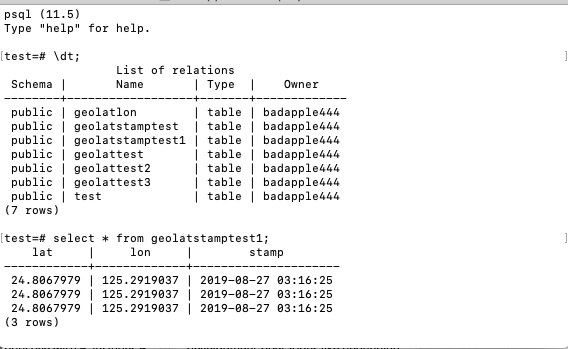 psql (11.5)
Type "help" for help.
[test=# \dt; ]
List of relations
Schema | Name | Type | Owner
--------+------------------+-------+-------------
public | geolatlon | table | badapple444
public | geolatstamptest | table | badapple444
public | geolatstamptest1 | table | badapple444
public | geolattest | table | badapple444
public | geolattest2 | table | badapple444
public | geolattest3 | table | badapple444
public | test | table | badapple444
(7 rows)
[test=# select * from geolatstamptest1; ]
lat | lon | stamp
------------+-------------+---------------------
24.8067979 | 125.2919037 | 2019-08-27 03:16:25
24.8067979 | 125.2919037 | 2019-08-27 03:16:25
24.8067979 | 125.2919037 | 2019-08-27 03:16:25
(3 rows)